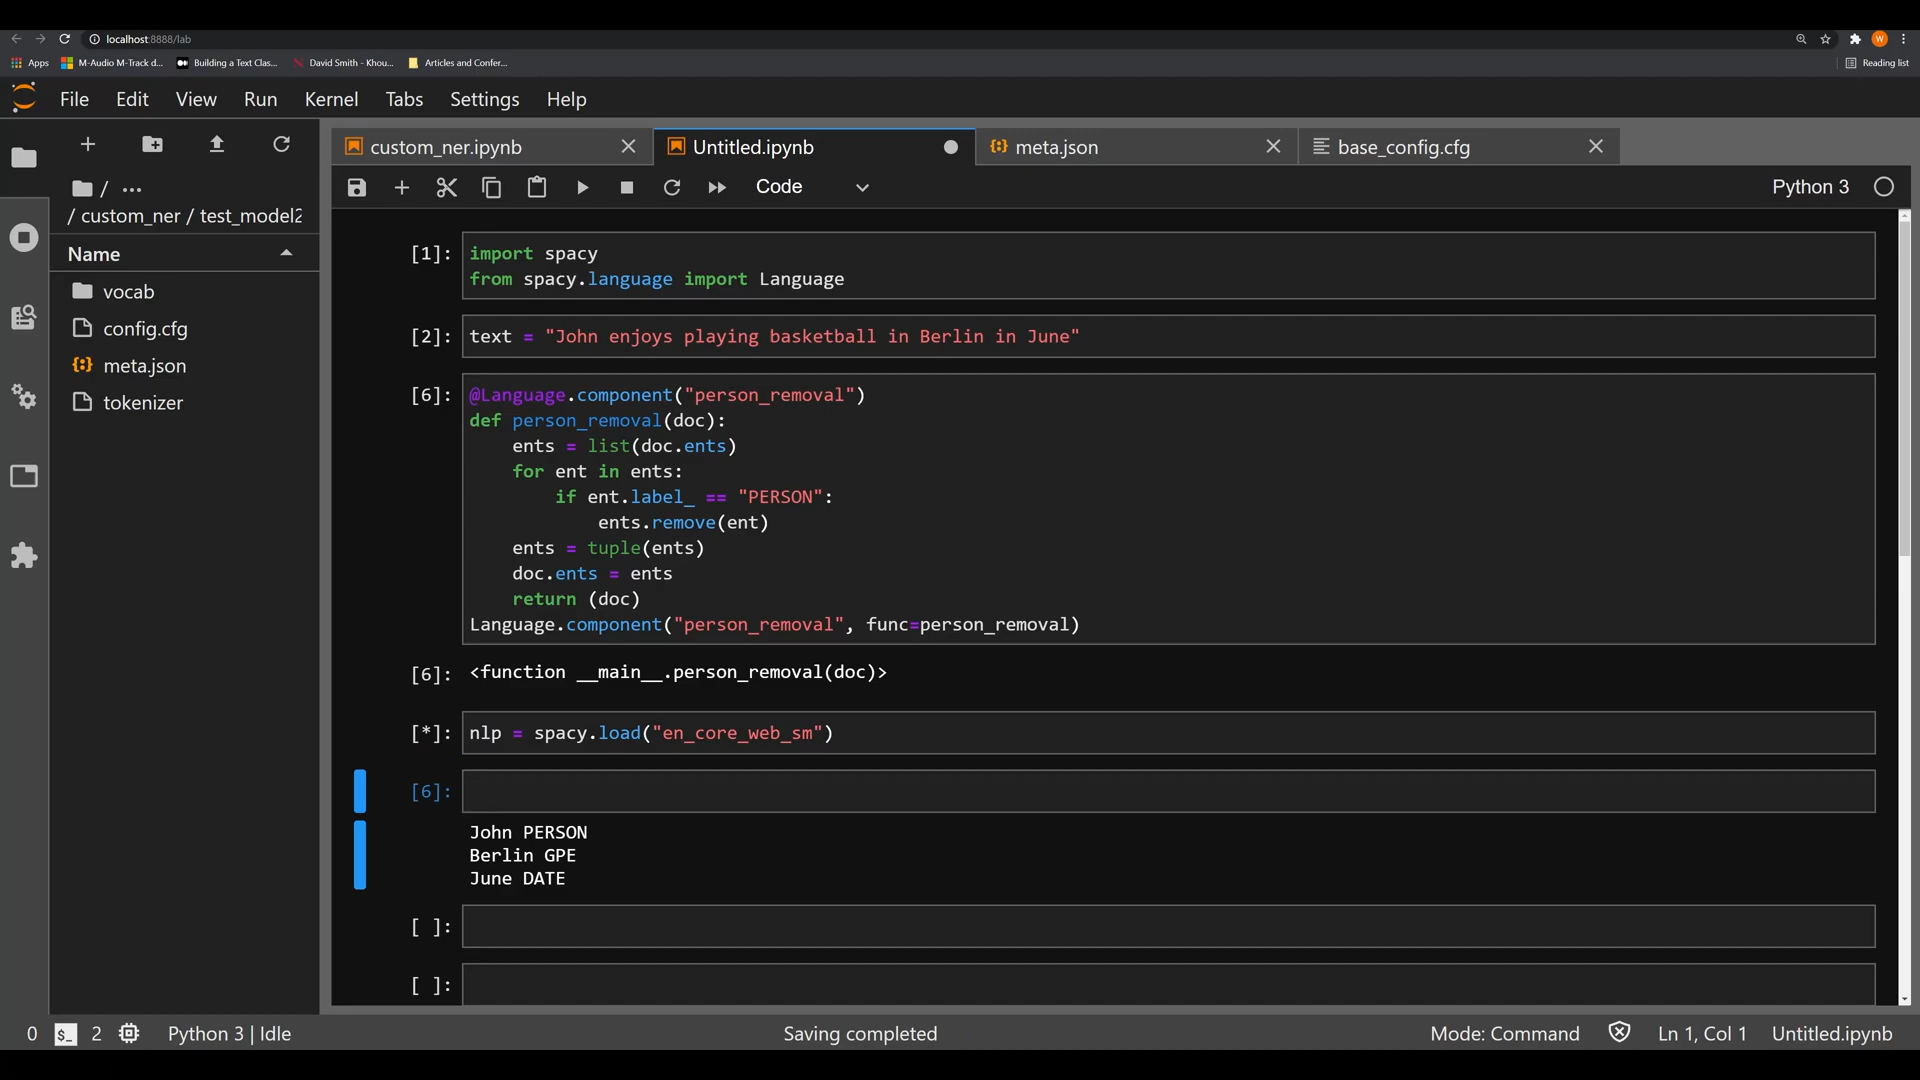 localhost:8888/lab
Apps
M-Audio M-Track d...
Building a Text Clas...
David Smith - Khou...
Articles and Confer...
Reading list
File
Edit
View
Run
Kernel
Tabs
Settings
Help
custom_ner.ipynb
Untitled.ipynb
meta.json
base_config.cfg
Code
Python 3
/ ...
/ custom_ner / test_model2
Name
vocab
config.cfg
meta.json
tokenizer
[1]:
import spacy
from spacy.language import Language
[2]:
text = "John enjoys playing basketball in Berlin in June"
[6]:
@Language.component("person_removal")
def person_removal(doc):
    ents = list(doc.ents)
    for ent in ents:
        if ent.label_ == "PERSON":
            ents.remove(ent)
    ents = tuple(ents)
    doc.ents = ents
    return (doc)
Language.component("person_removal", func=person_removal)
[6]:
<function __main__.person_removal(doc)>
[*]:
nlp = spacy.load("en_core_web_sm")
[6]:
John PERSON
Berlin GPE
June DATE
[ ]:
[ ]:
0
$_
2
Python 3 | Idle
Saving completed
Mode: Command
Ln 1, Col 1
Untitled.ipynb
W